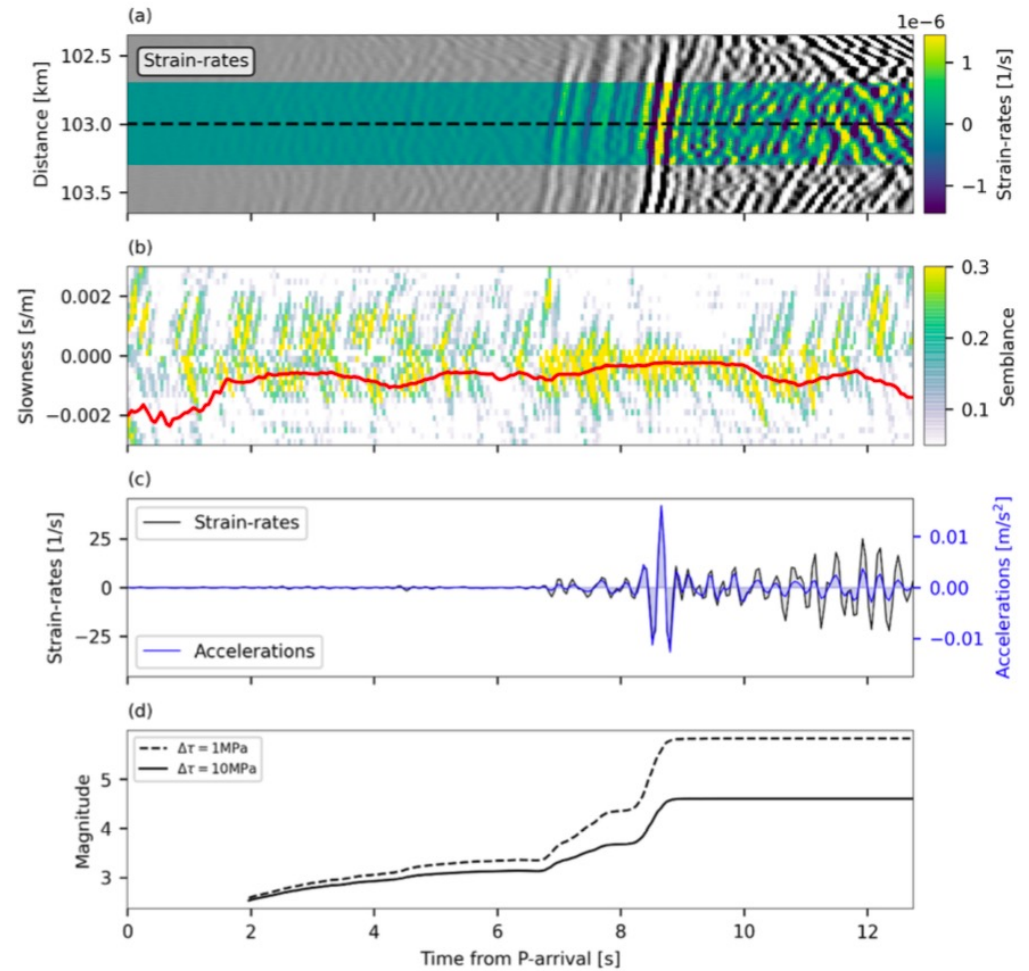 (a)
1e−6
Strain-rates
102.5
103.0
103.5
Distance [km]
1
0
−1
Strain-rates [1/s]
(b)
0.002
0.000
−0.002
Slowness [s/m]
0.3
0.2
0.1
Semblance
(c)
Strain-rates
Accelerations
25
0
−25
Strain-rates [1/s]
0.01
0.00
−0.01
Accelerations [m/s²]
(d)
Δτ = 1MPa
Δτ = 10MPa
5
4
3
Magnitude
0 2 4 6 8 10 12
Time from P-arrival [s]